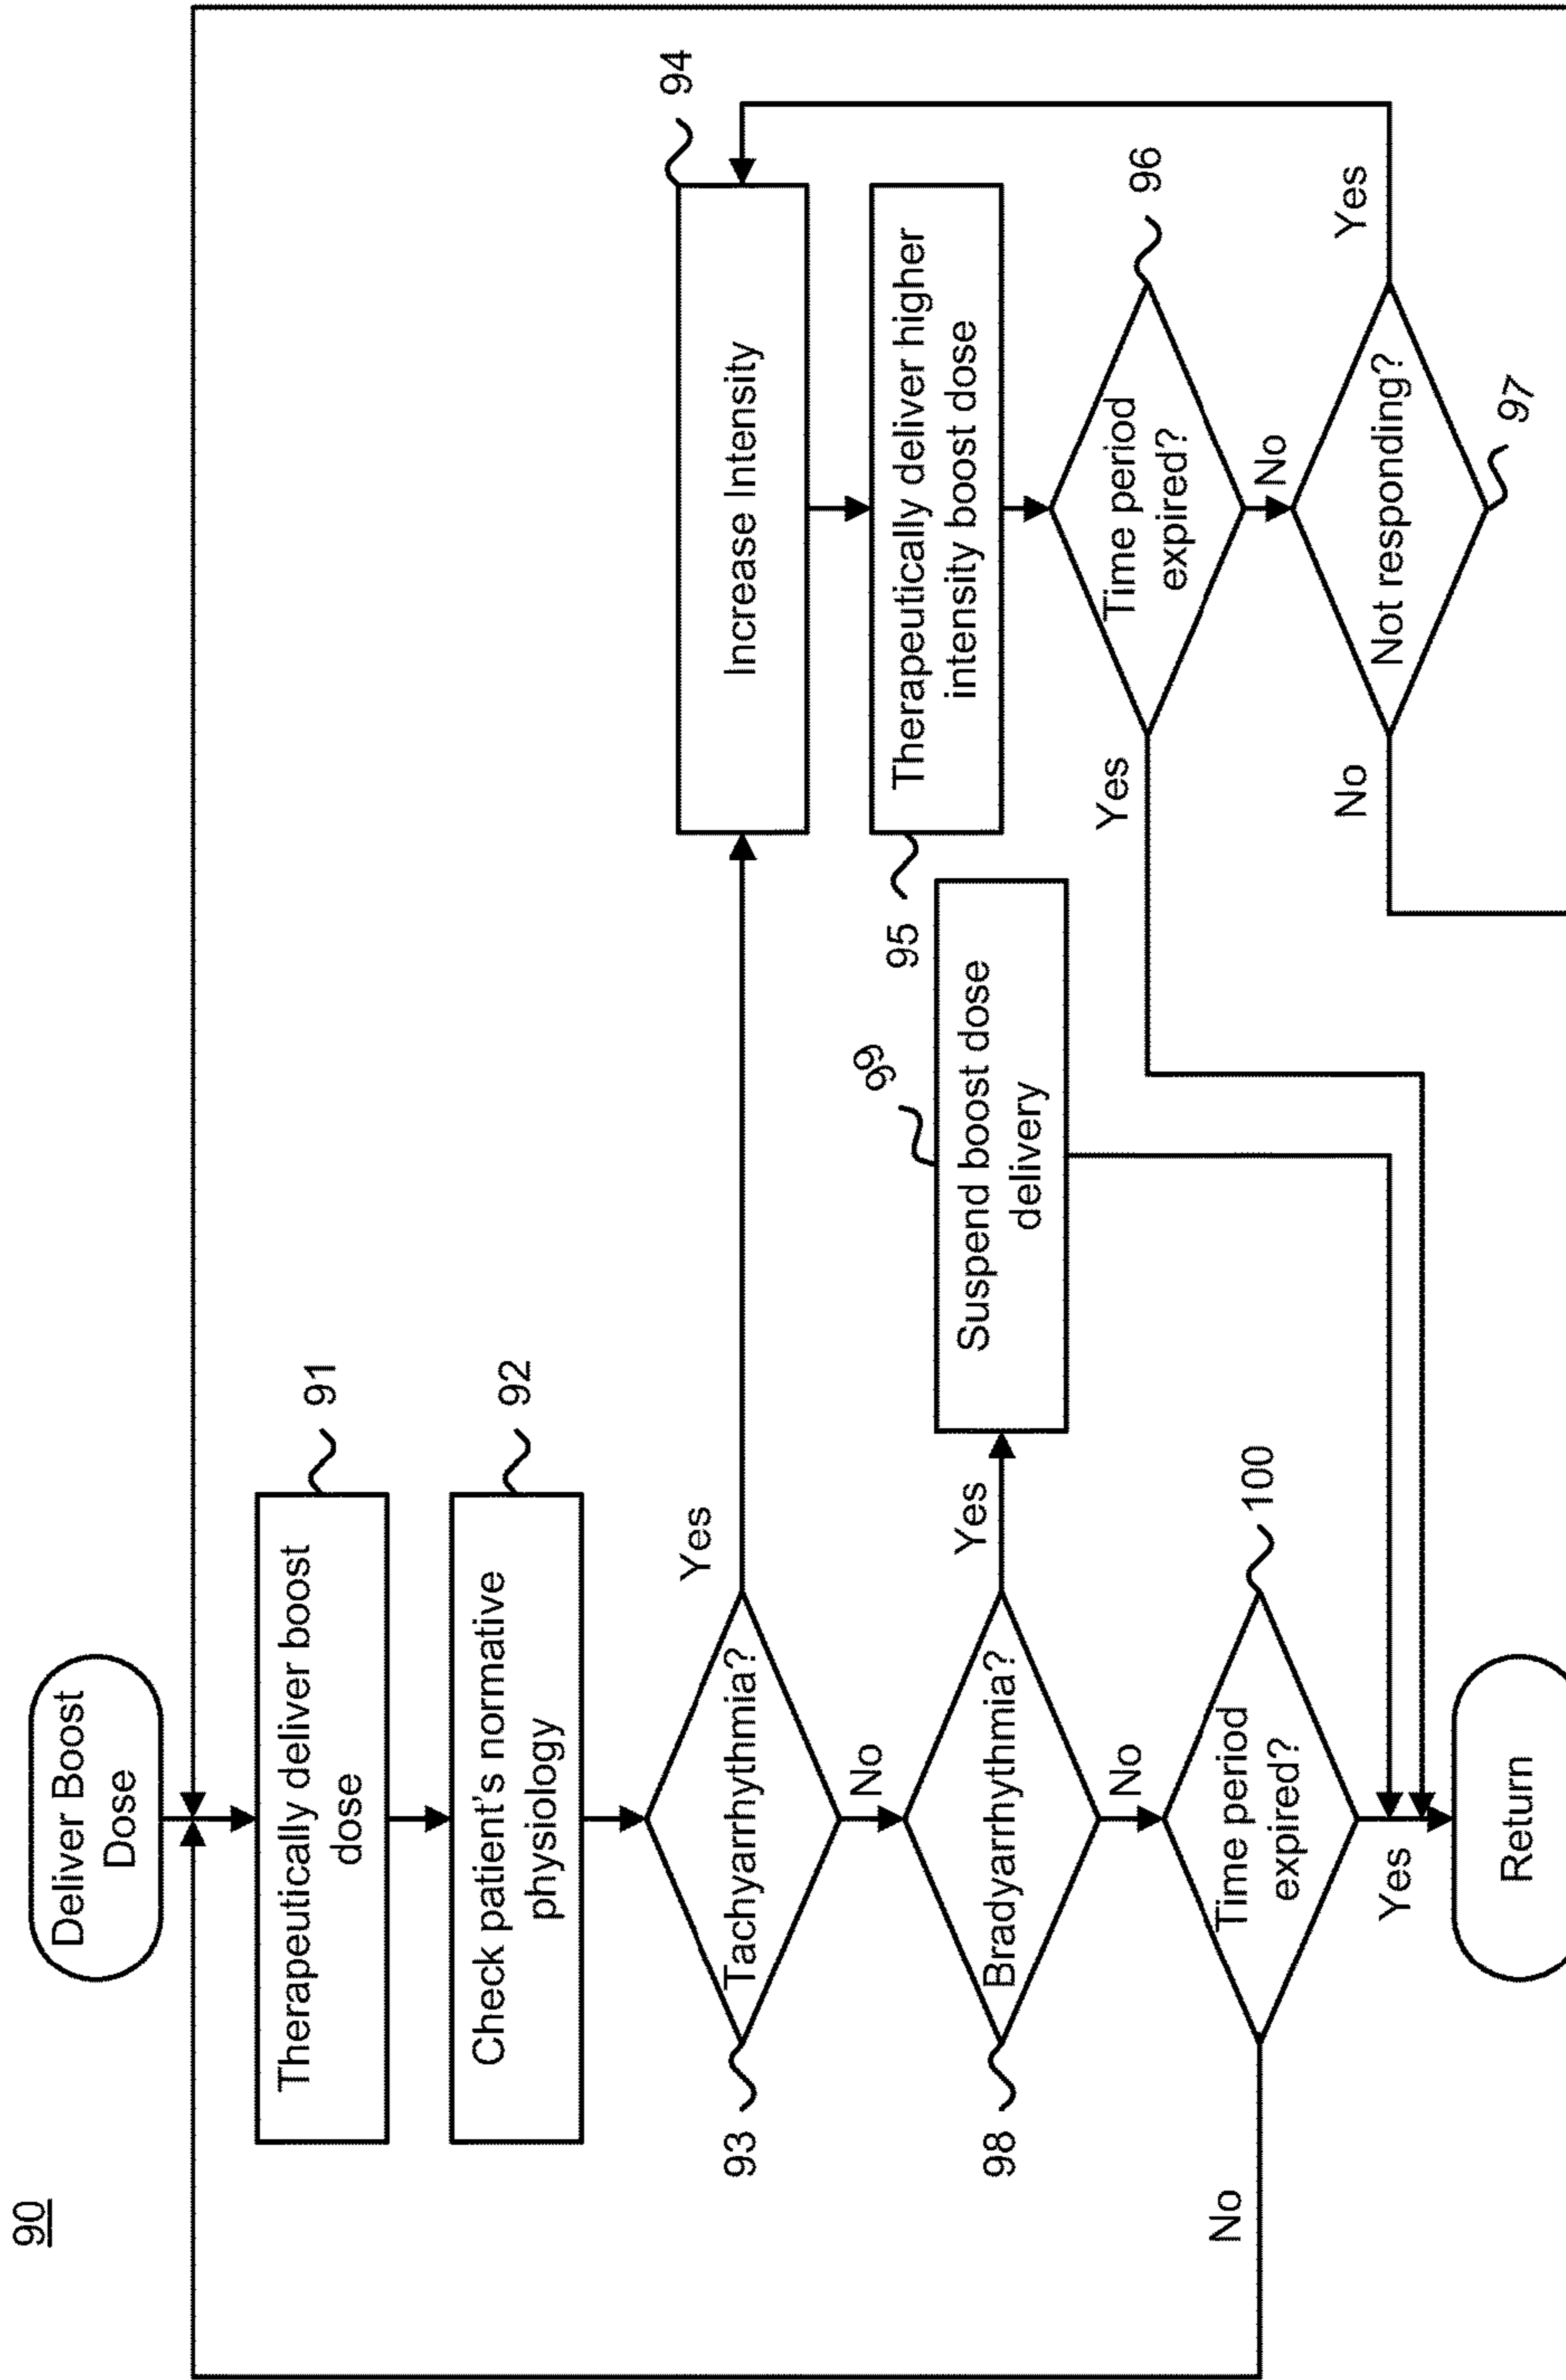 90
Deliver Boost
Dose
Therapeutically deliver boost
dose
91
Check patient's normative
physiology
92
93
Tachyarrhythmia?
Yes
No
94
Increase Intensity
95
Therapeutically deliver higher
intensity boost dose
98
Bradyarrhythmia?
Yes
No
99
Suspend boost dose
delivery
96
Time period
expired?
Yes
No
100
Time period
expired?
No
Yes
97
Not responding?
No
Yes
Return